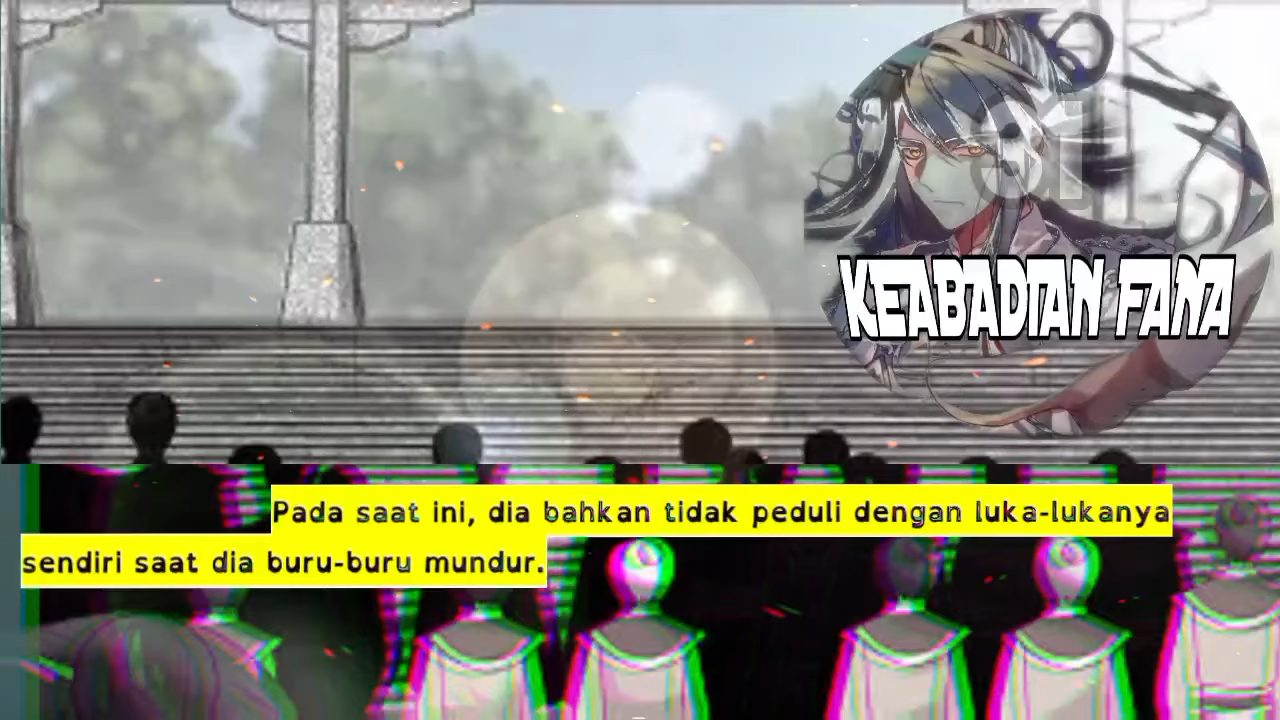 KEABADIAN FANA
Pada saat ini, dia bahkan tidak peduli dengan luka-lukanya
sendiri saat dia buru-buru mundur.